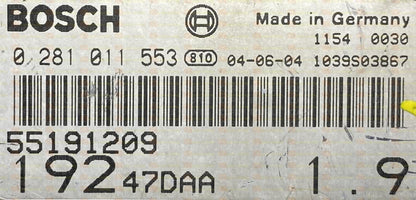 BOSCH Made in Germany
1154 0030
0 281 011 553 810 04-06-04 1039S03867
55191209
192 47DAA 1.9